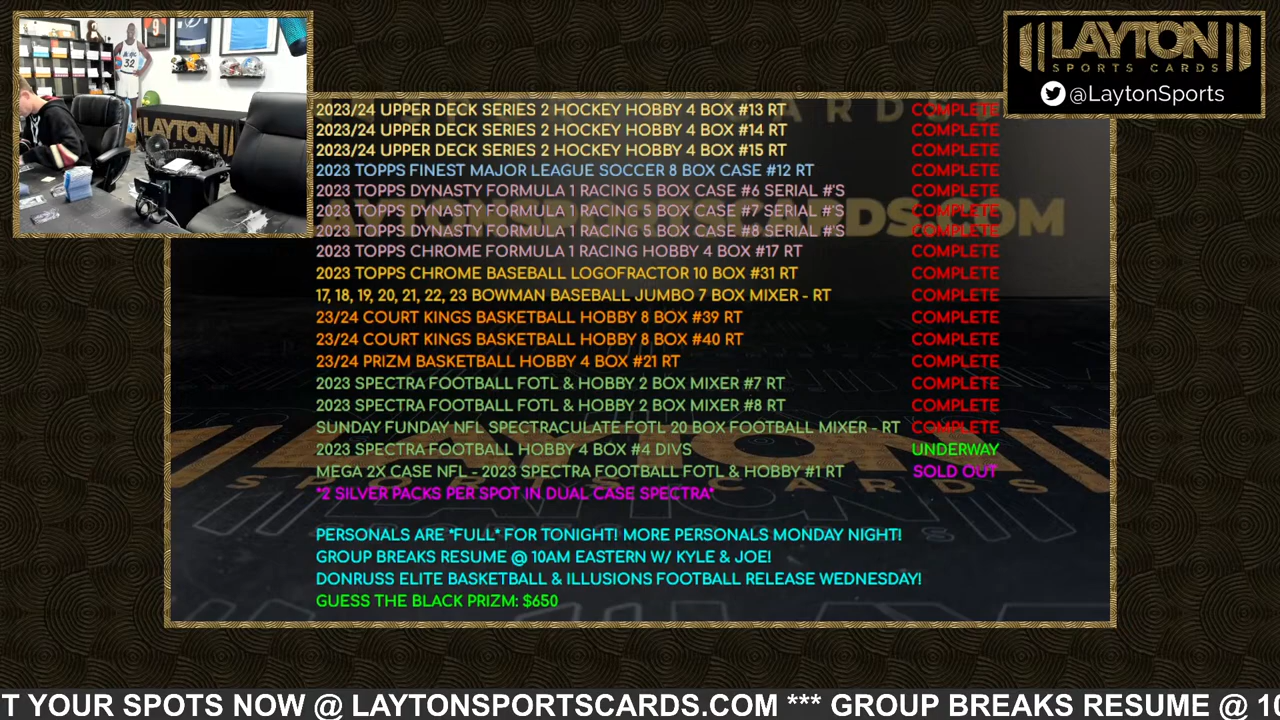 LAYTON
SPORTS CARDS
@LaytonSports
32
9
LAYTON
2023/24 UPPER DECK SERIES 2 HOCKEY HOBBY 4 BOX #13 RT COMPLETE
2023/24 UPPER DECK SERIES 2 HOCKEY HOBBY 4 BOX #14 RT COMPLETE
2023/24 UPPER DECK SERIES 2 HOCKEY HOBBY 4 BOX #15 RT COMPLETE
2023 TOPPS FINEST MAJOR LEAGUE SOCCER 8 BOX CASE #12 RT COMPLETE
2023 TOPPS DYNASTY FORMULA 1 RACING 5 BOX CASE #6 SERIAL #'S COMPLETE
2023 TOPPS DYNASTY FORMULA 1 RACING 5 BOX CASE #7 SERIAL #'S COMPLETE
2023 TOPPS DYNASTY FORMULA 1 RACING 5 BOX CASE #8 SERIAL #'S COMPLETE
2023 TOPPS CHROME FORMULA 1 RACING HOBBY 4 BOX #17 RT COMPLETE
2023 TOPPS CHROME BASEBALL LOGOFRACTOR 10 BOX #31 RT COMPLETE
17, 18, 19, 20, 21, 22, 23 BOWMAN BASEBALL JUMBO 7 BOX MIXER - RT COMPLETE
23/24 COURT KINGS BASKETBALL HOBBY 8 BOX #39 RT COMPLETE
23/24 COURT KINGS BASKETBALL HOBBY 8 BOX #40 RT COMPLETE
23/24 PRIZM BASKETBALL HOBBY 4 BOX #21 RT COMPLETE
2023 SPECTRA FOOTBALL FOTL & HOBBY 2 BOX MIXER #7 RT COMPLETE
2023 SPECTRA FOOTBALL FOTL & HOBBY 2 BOX MIXER #8 RT COMPLETE
SUNDAY FUNDAY NFL SPECTRACULATE FOTL 20 BOX FOOTBALL MIXER - RT COMPLETE
2023 SPECTRA FOOTBALL HOBBY 4 BOX #4 DIVS UNDERWAY
MEGA 2X CASE NFL - 2023 SPECTRA FOOTBALL FOTL & HOBBY #1 RT SOLD OUT
*2 SILVER PACKS PER SPOT IN DUAL CASE SPECTRA*
PERSONALS ARE *FULL* FOR TONIGHT! MORE PERSONALS MONDAY NIGHT!
GROUP BREAKS RESUME @ 10AM EASTERN W/ KYLE & JOE!
DONRUSS ELITE BASKETBALL & ILLUSIONS FOOTBALL RELEASE WEDNESDAY!
GUESS THE BLACK PRIZM: $650
T YOUR SPOTS NOW @ LAYTONSPORTSCARDS.COM *** GROUP BREAKS RESUME @ 10